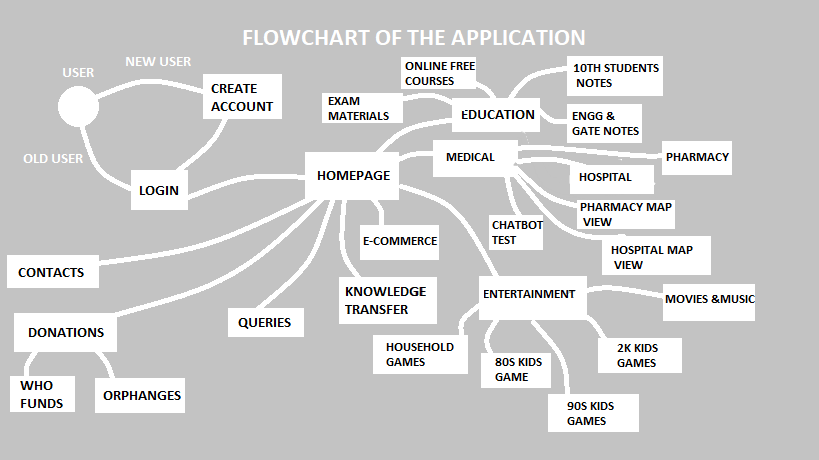 FLOWCHART OF THE APPLICATION
USER
NEW USER
CREATE
ACCOUNT
OLD USER
LOGIN
HOMEPAGE
ONLINE FREE
COURSES
EXAM
MATERIALS
EDUCATION
10TH STUDENTS
NOTES
ENGG &
GATE NOTES
MEDICAL
PHARMACY
HOSPITAL
PHARMACY MAP
VIEW
HOSPITAL MAP
VIEW
CHATBOT
TEST
E-COMMERCE
CONTACTS
KNOWLEDGE
TRANSFER
QUERIES
DONATIONS
WHO
FUNDS
ORPHANGES
ENTERTAINMENT
MOVIES &MUSIC
HOUSEHOLD
GAMES
80S KIDS
GAME
90S KIDS
GAMES
2K KIDS
GAMES